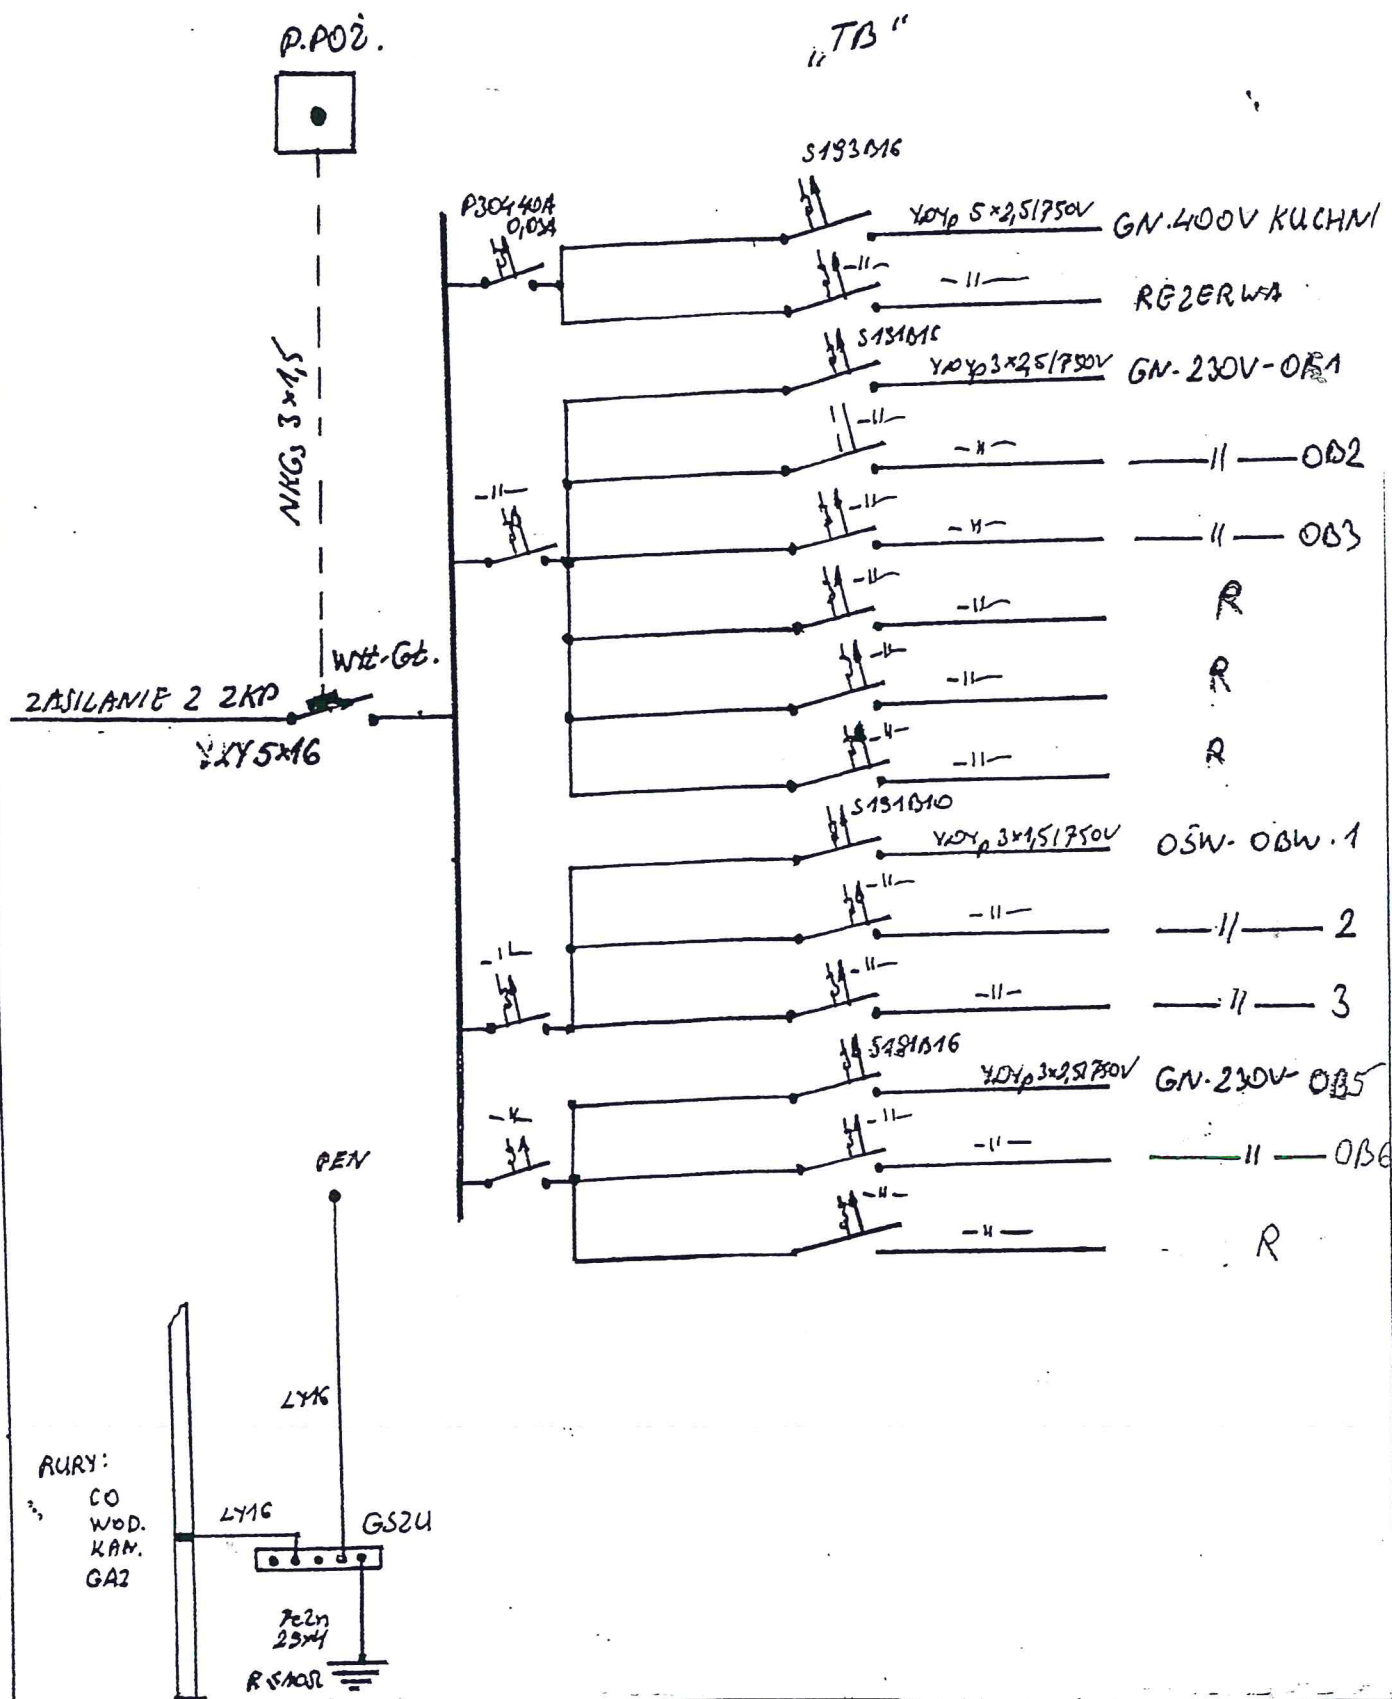 P.POŻ.
„TB“
S193B16
P304 40A
0,03A
YDYp 5×2,5/750V GN.400V KUCHNI
-11- -11- REZERWA
S191B16
YDYp 3×2,5/750V GN-230V-OB1
NKGs 3×1,5
-11- -11- -11- OB2
-11-
-11- -11- -11- OB3
-11- -11- R
WYŁ-GŁ.
-11- -11- R
ZASILANIE Z ZKP
YKY 5×16
-11- -11- R
S191B10
YDYp 3×1,5/750V OŚW- OBW.1
-11- -11- -11- 2
-11-
-11- -11- -11- 3
S191B16
YDYp 3×2,5/750V GN.230V OB5
-11-
-11- -11- -11- OB6
PEN
-11- -11- R
LY16
RURY:
CO
WOD.
KAN.
GAZ
LY16
GSZU
FeZn
25×4
R≤10Ω